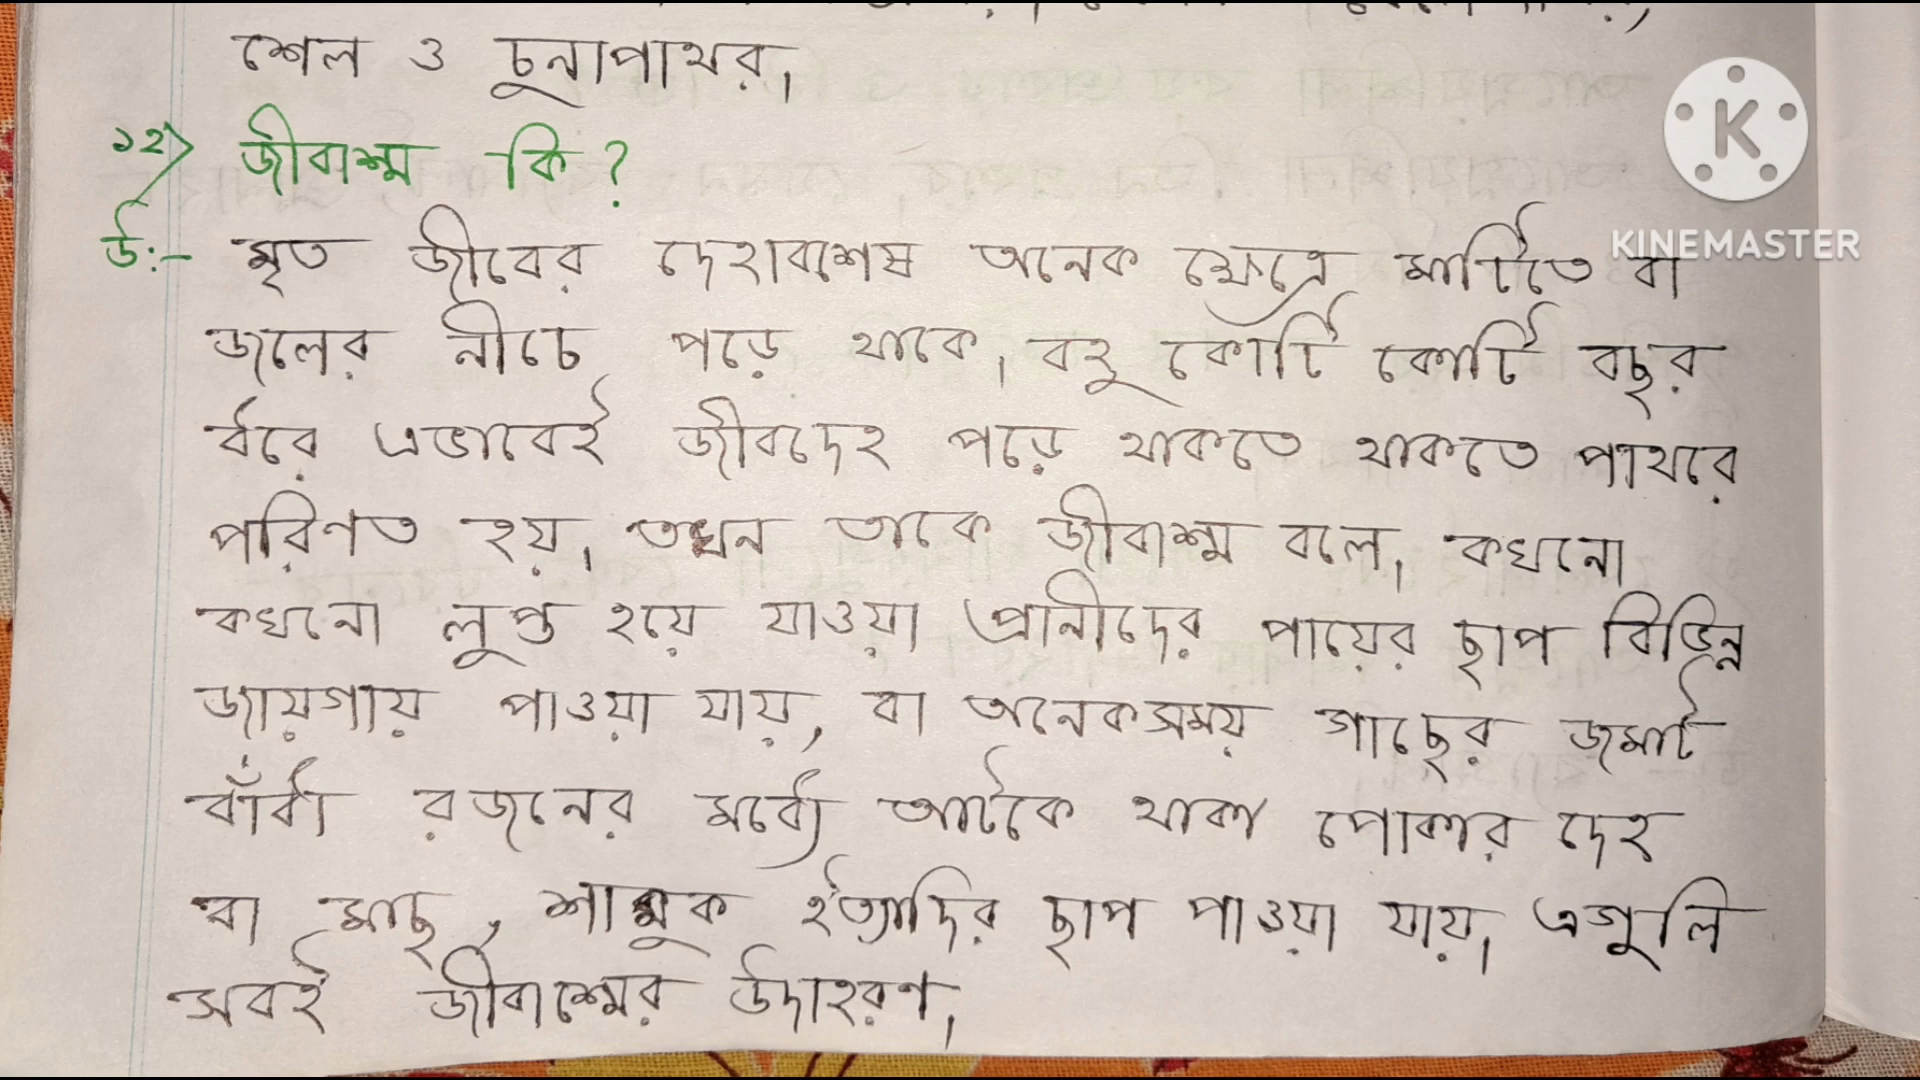 শেল ও চুনাপাথর।
১২> জীবাশ্ম কি?
উ:- মৃত জীবের দেহাবশেষ অনেক ক্ষেত্রে মাটিতে বা
জলের নীচে পড়ে থাকে। বহু কোটি কোটি বছর
ধরে এভাবেই জীবদেহ পড়ে থাকতে থাকতে পাথরে
পরিণত হয়। তখন তাকে জীবাশ্ম বলে। কখনো
কখনো লুপ্ত হয়ে যাওয়া প্রানীদের পায়ের ছাপ বিভিন্ন
জায়গায় পাওয়া যায়, বা অনেকসময় গাছের জমাট
বাঁধা রজনের মধ্যে আটকে থাকা পোকার দেহ
বা মাছ, শামুক ইত্যাদির ছাপ পাওয়া যায়। এগুলি
সবই জীবাশ্মের উদাহরণ।
KINEMASTER